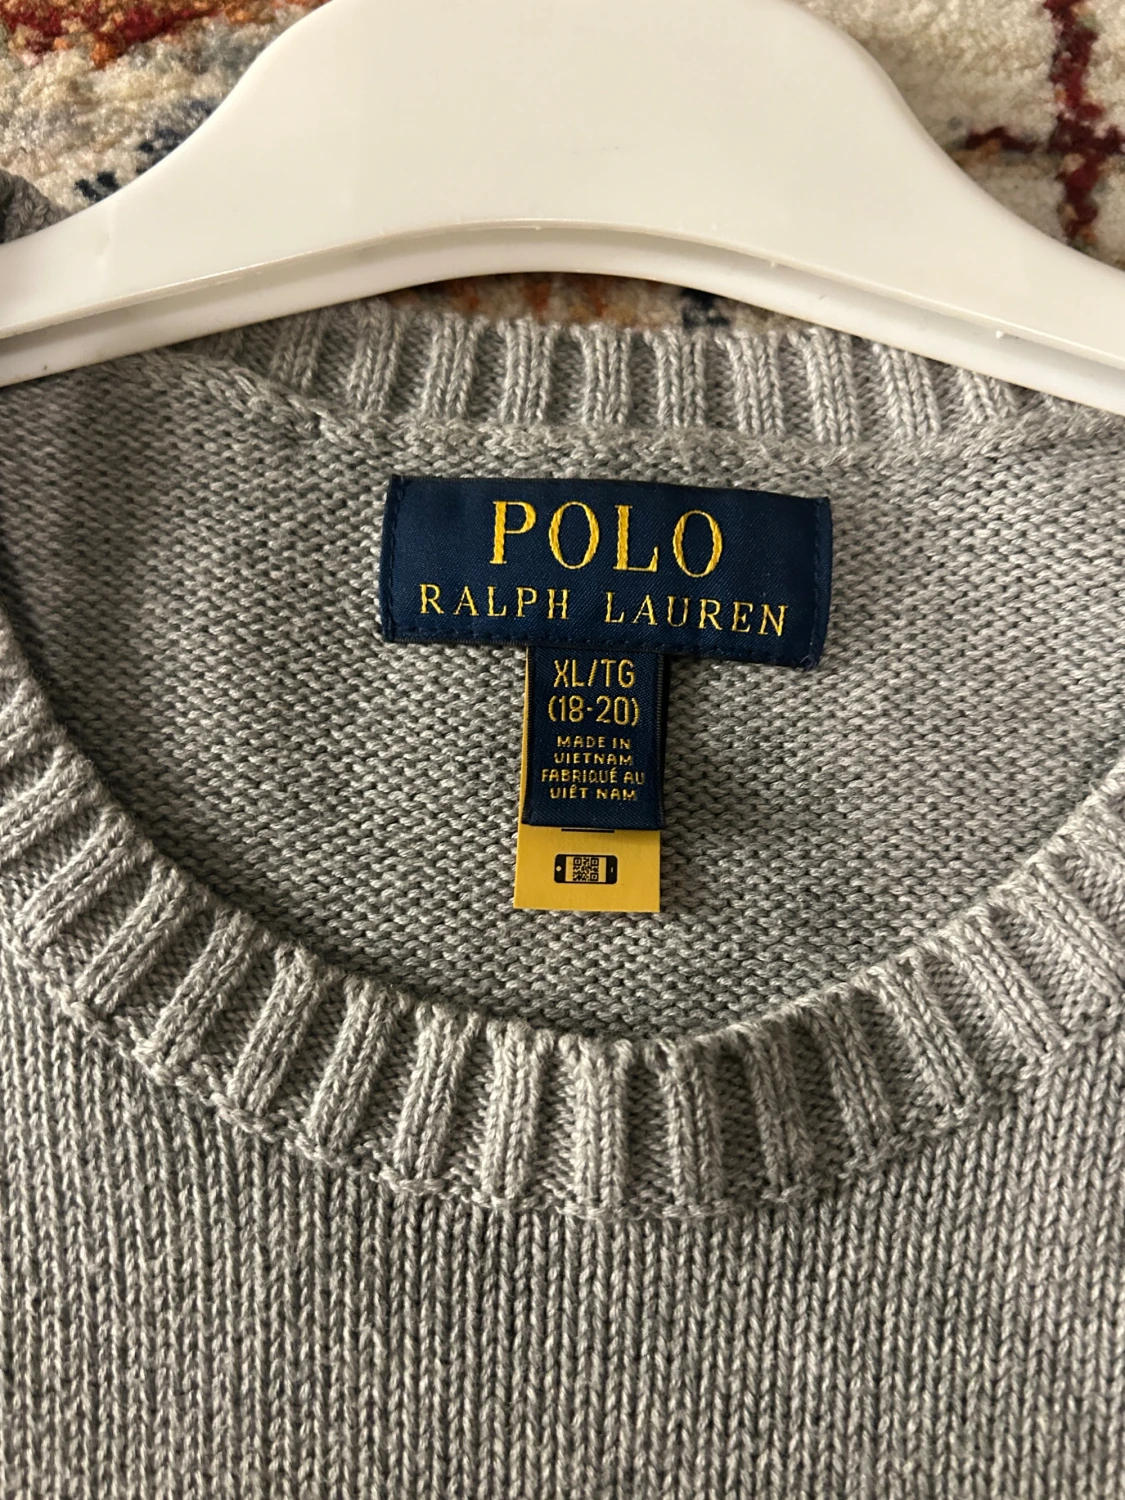 POLO
RALPH LAUREN
XL/TG
(18-20)
MADE IN
VIETNAM
FABRIQUÉ AU
VIÊT NAM